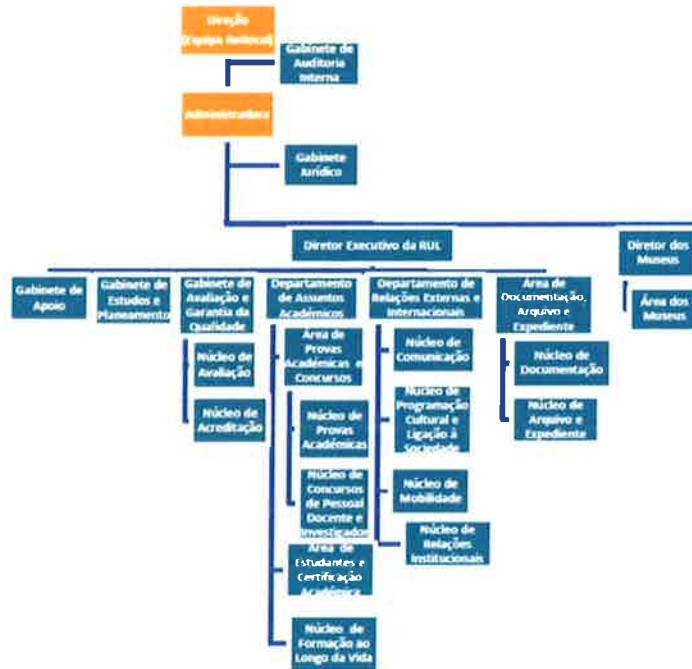 Direção
(Equipa Reitoral)
Gabinete de
Auditoria
Interna
Administradora
Gabinete
Jurídico
Diretor Executivo da RUL
Diretor dos
Museus
Gabinete de
Apoio
Gabinete de
Estudos e
Planeamento
Gabinete de
Avaliação e
Garantia da
Qualidade
Departamento
de Assuntos
Académicos
Departamento de
Relações Externas e
Internacionais
Área de
Documentação,
Arquivo e
Expediente
Área dos
Museus
Núcleo de
Avaliação
Núcleo de
Acreditação
Área de
Provas
Académicas e
Concursos
Núcleo de
Provas
Académicas
Núcleo de
Concursos
de Pessoal
Docente e
Investigador
Área de
Estudantes e
Certificação
Académica
Núcleo de
Formação ao
Longo da Vida
Núcleo de
Comunicação
Núcleo de
Programação
Cultural e
Ligação à
Sociedade
Núcleo de
Mobilidade
Núcleo de
Relações
Institucionais
Núcleo de
Documentação
Núcleo de
Arquivo e
Expediente